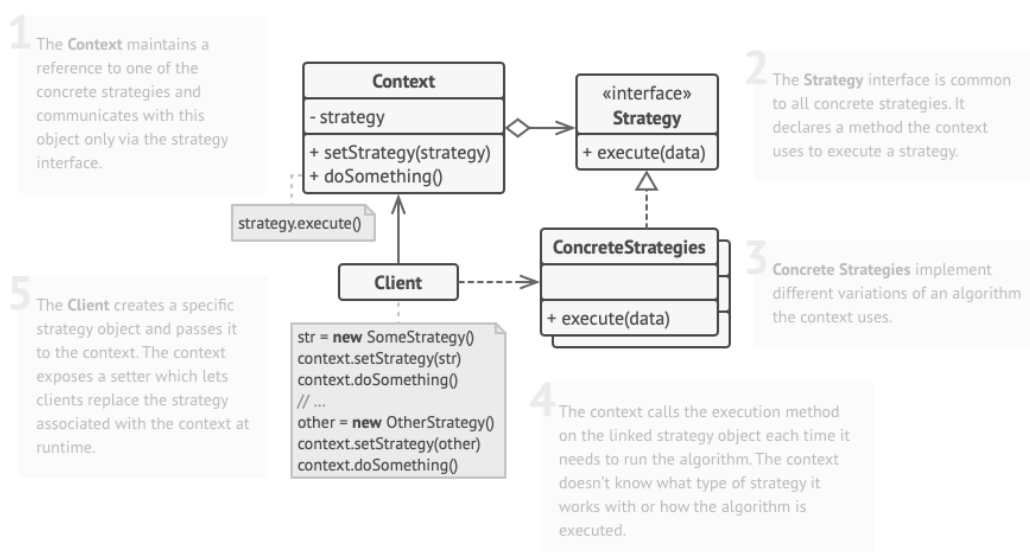 1
The Context maintains a
reference to one of the
concrete strategies and
communicates with this
object only via the strategy
interface.
Context
- strategy
+ setStrategy(strategy)
+ doSomething()
strategy.execute()
«interface»
Strategy
+ execute(data)
2
The Strategy interface is common
to all concrete strategies. It
declares a method the context
uses to execute a strategy.
ConcreteStrategies
+ execute(data)
3
Concrete Strategies implement
different variations of an algorithm
the context uses.
Client
str = new SomeStrategy()
context.setStrategy(str)
context.doSomething()
// ...
other = new OtherStrategy()
context.setStrategy(other)
context.doSomething()
4
The context calls the execution method
on the linked strategy object each time it
needs to run the algorithm. The context
doesn't know what type of strategy it
works with or how the algorithm is
executed.
5
The Client creates a specific
strategy object and passes it
to the context. The context
exposes a setter which lets
clients replace the strategy
associated with the context at
runtime.